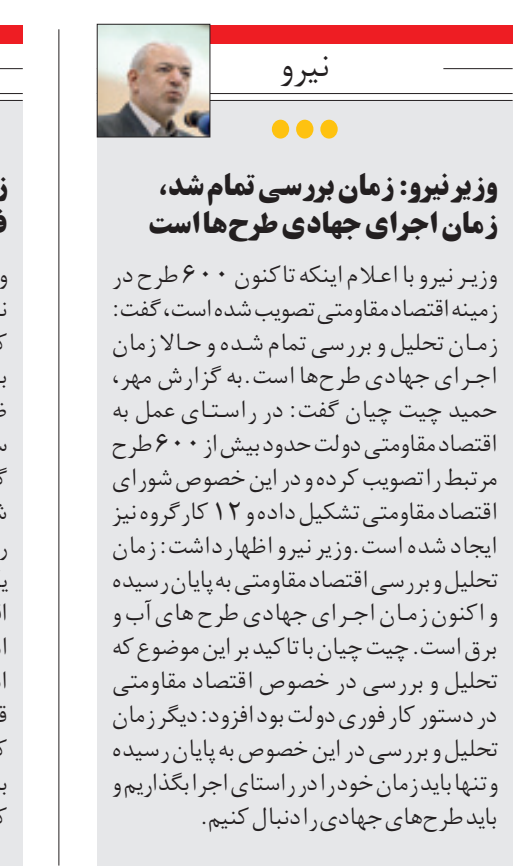 نیرو
وزیر نیرو: زمان بررسی تمام شد،
زمان اجرای جهادی طرح‌ها است
وزیر نیرو با اعلام اینکه تاکنون ۶۰۰ طرح در
زمینه اقتصاد مقاومتی تصویب شده است، گفت:
زمان تحلیل و بررسی تمام شده و حالا زمان
اجرای جهادی طرح‌ها است. به گزارش مهر،
حمید چیت چیان گفت: در راستای عمل به
اقتصاد مقاومتی دولت حدود بیش از ۶۰۰ طرح
مرتبط را تصویب کرده و در این خصوص شورای
اقتصاد مقاومتی تشکیل داده و ۱۲ کار گروه نیز
ایجاد شده است. وزیر نیرو اظهار داشت: زمان
تحلیل و بررسی اقتصاد مقاومتی به پایان رسیده
و اکنون زمان اجرای جهادی طرح های آب و
برق است. چیت چیان با تاکید بر این موضوع که
تحلیل و بررسی در خصوص اقتصاد مقاومتی
در دستور کار فوری دولت بود افزود: دیگر زمان
تحلیل و بررسی در این خصوص به پایان رسیده
و تنها باید زمان خود را در راستای اجرا بگذاریم و
باید طرح‌های جهادی را دنبال کنیم.